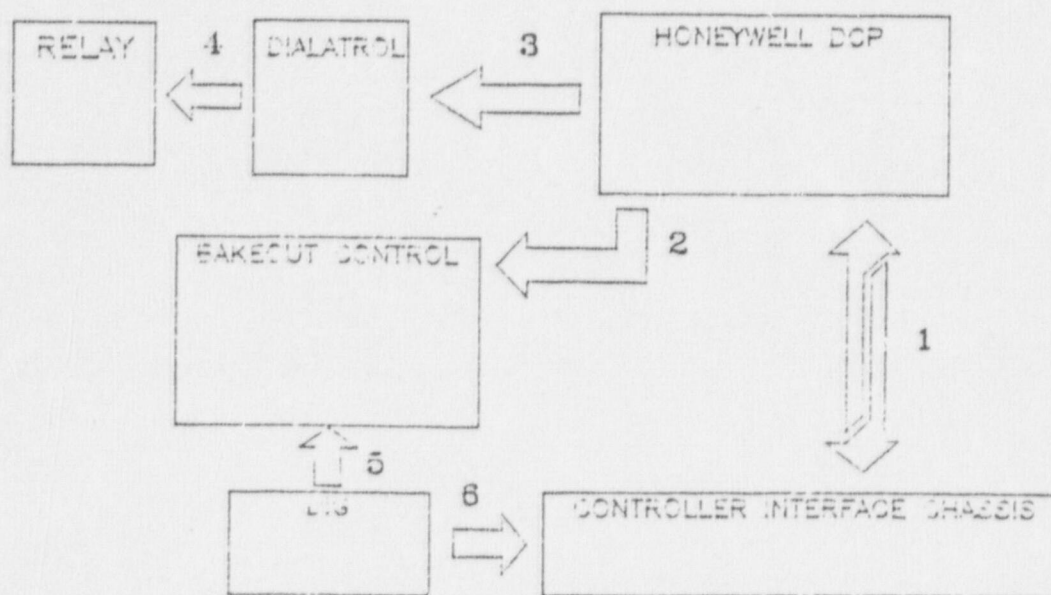 RELAY
4
DIALATROL
3
HONEYWELL DCP
2
BAKEOUT CONTROL
1
5
6
CONTROLLER INTERFACE CHASSIS